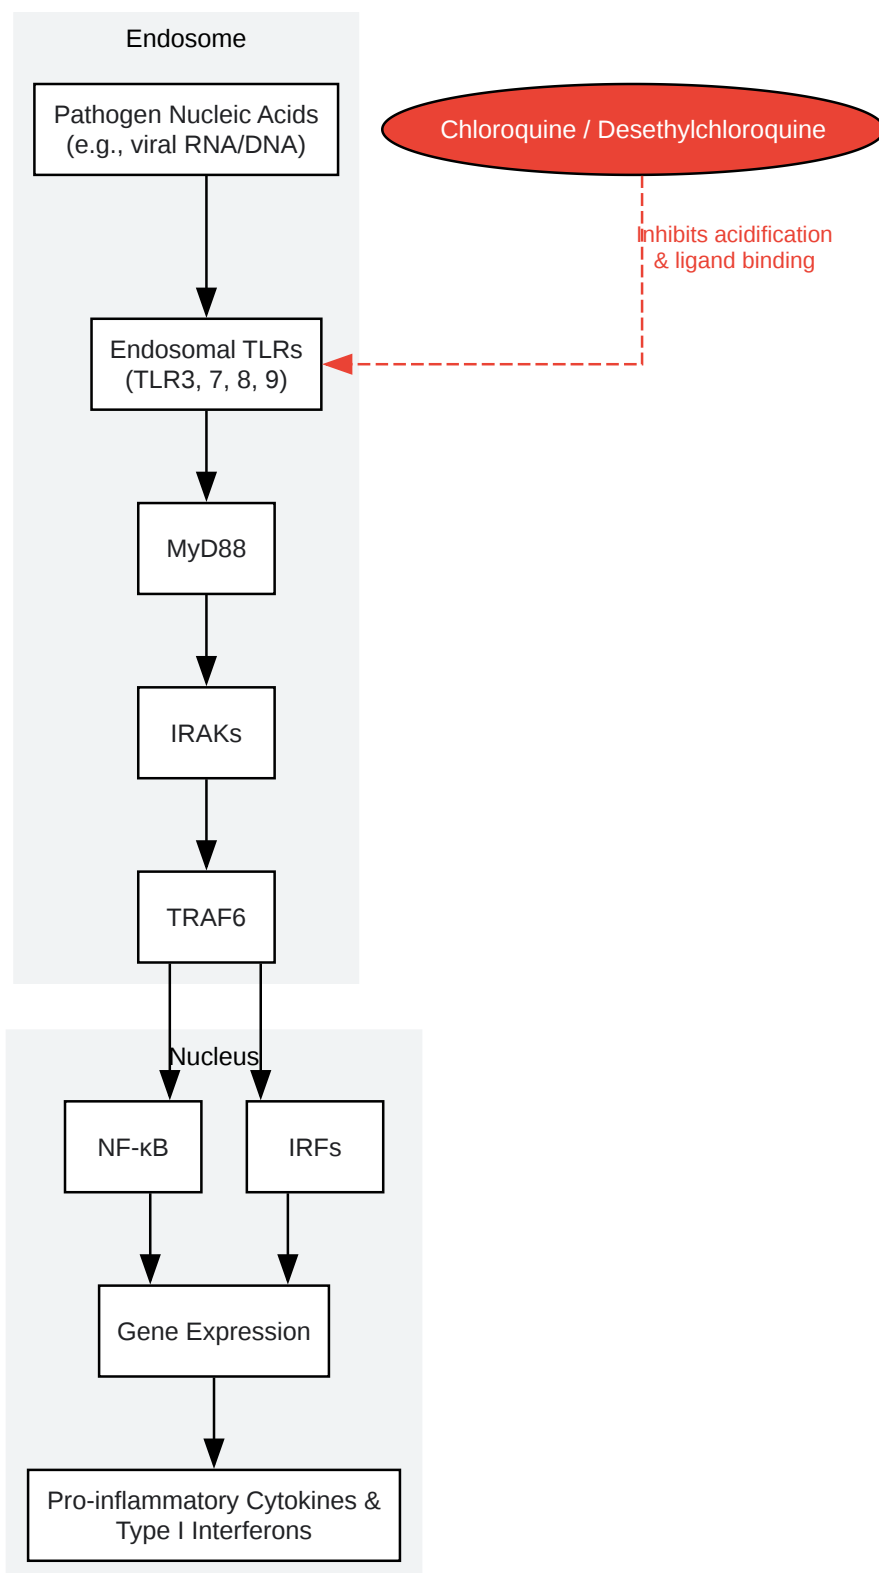 Endosome
Pathogen Nucleic Acids
(e.g., viral RNA/DNA)
Chloroquine / Desethylchloroquine
Inhibits acidification
& ligand binding
Endosomal TLRs
(TLR3, 7, 8, 9)
MyD88
IRAKs
TRAF6
Nucleus
NF-κB
IRFs
Gene Expression
Pro-inflammatory Cytokines &
Type I Interferons